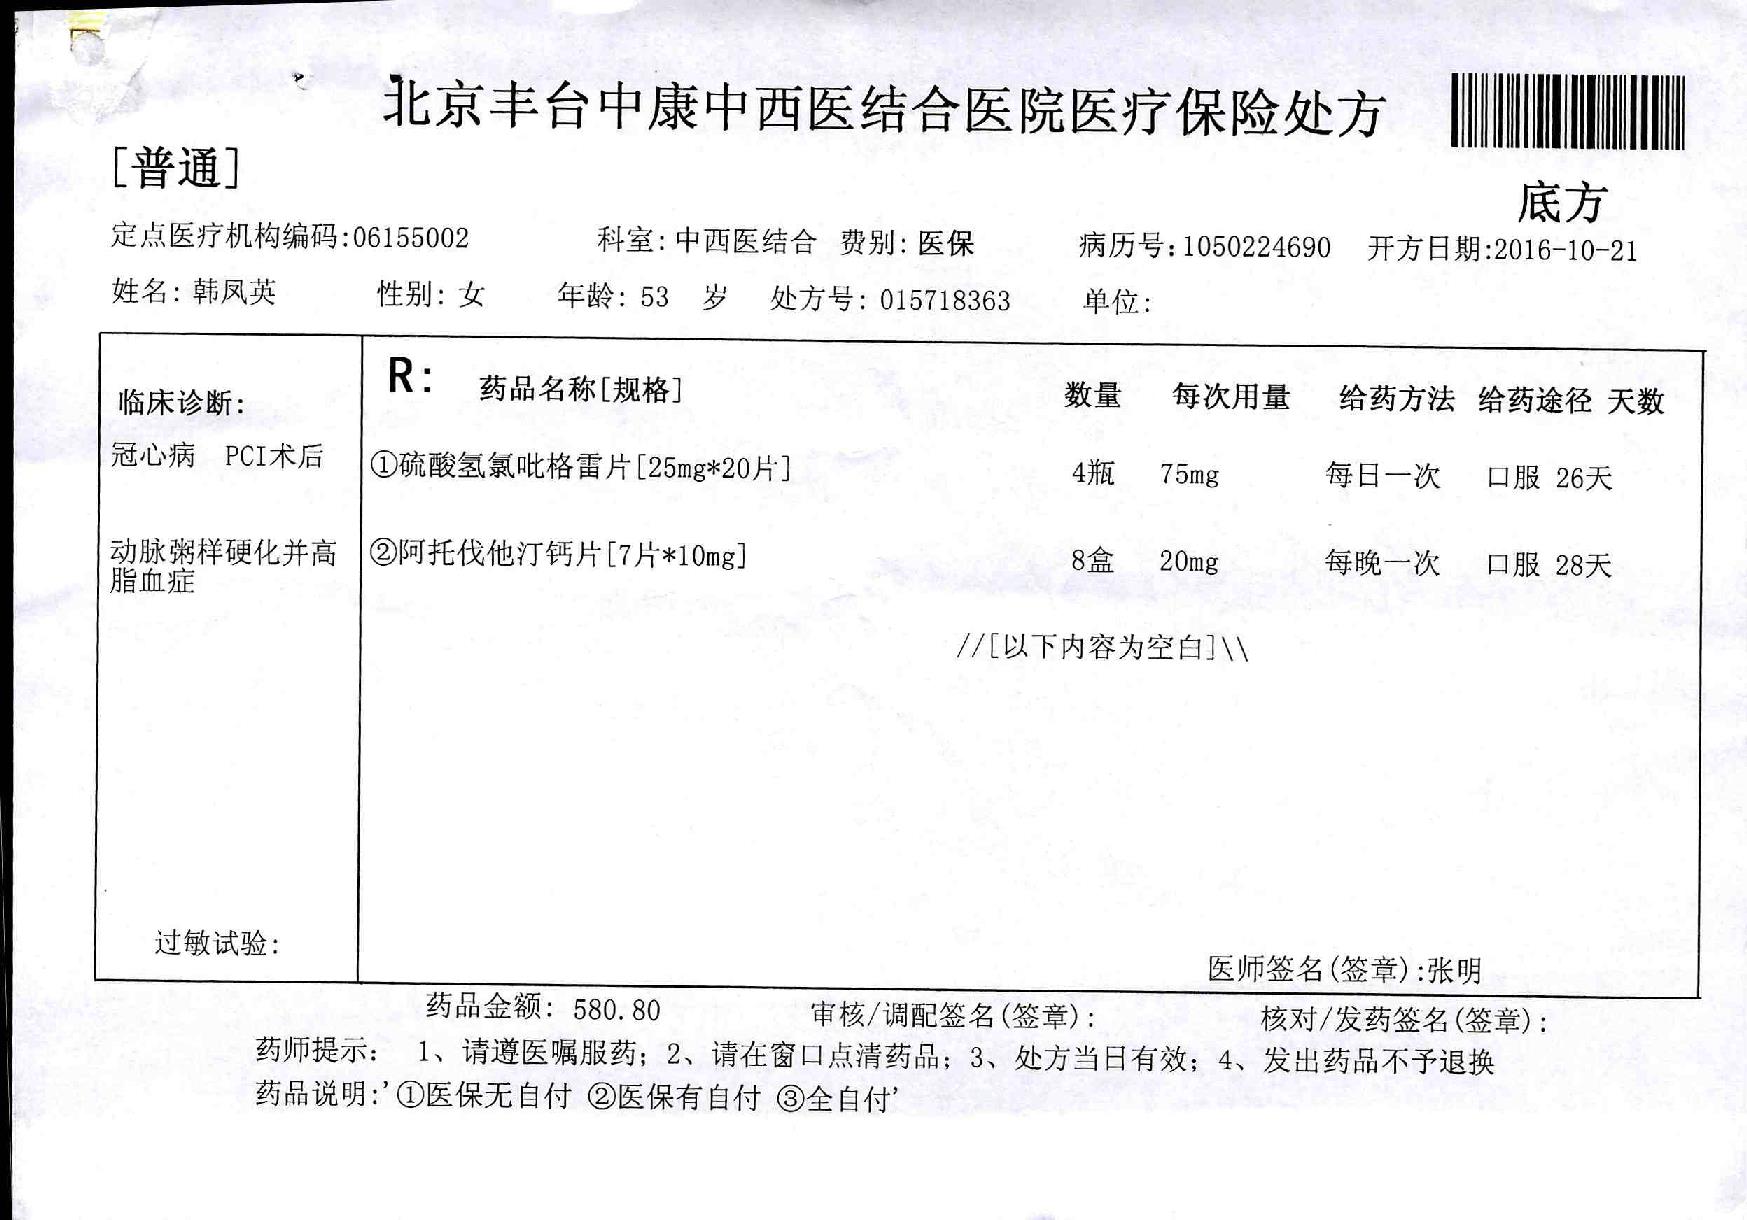 北京丰台中康中西医结合医院医疗保险处方
[普通]
底方
定点医疗机构编码:06155002 科室:中西医结合 费别:医保 病历号:1050224690 开方日期:2016-10-21
姓名:韩凤英 性别:女 年龄:53 岁 处方号:015718363 单位:
临床诊断: R: 药品名称[规格] 数量 每次用量 给药方法 给药途径 天数
冠心病 PCI术后 ①硫酸氢氯吡格雷片[25mg*20片] 4瓶 75mg 每日一次 口服 26天
动脉粥样硬化并高 ②阿托伐他汀钙片[7片*10mg] 8盒 20mg 每晚一次 口服 28天
脂血症
//[以下内容为空白]\\
过敏试验:
医师签名(签章):张明
药品金额: 580.80 审核/调配签名(签章): 核对/发药签名(签章):
药师提示: 1、请遵医嘱服药;2、请在窗口点清药品;3、处方当日有效;4、发出药品不予退换
药品说明:'①医保无自付 ②医保有自付 ③全自付'